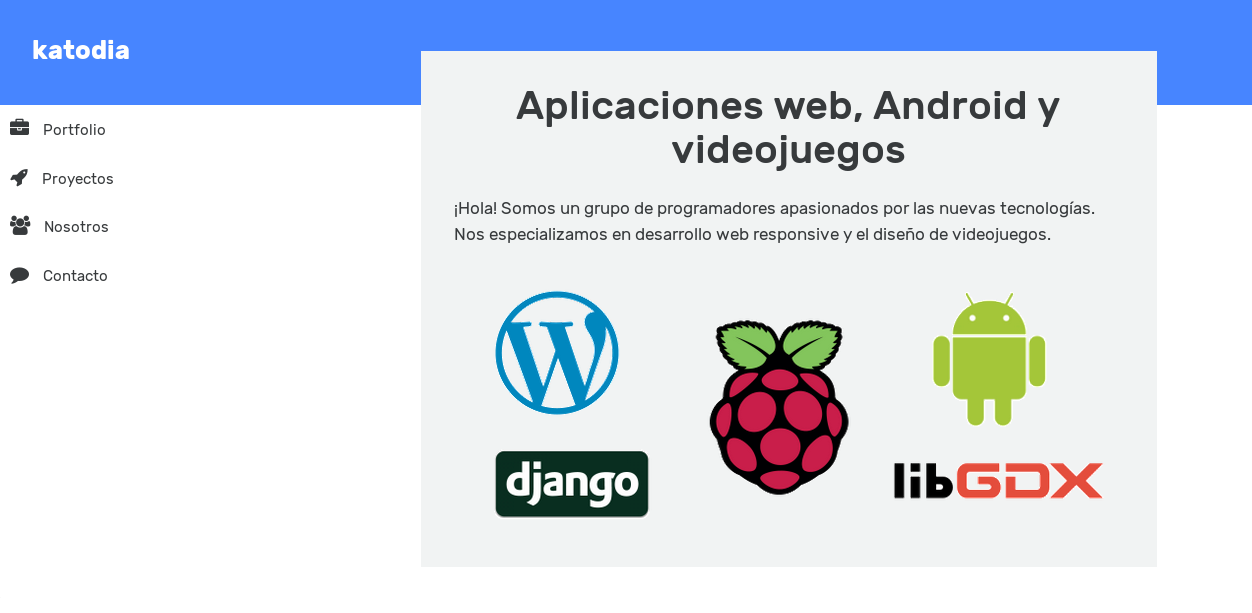 katodia
Portfolio
Proyectos
Nosotros
Contacto
Aplicaciones web, Android y
videojuegos
¡Hola! Somos un grupo de programadores apasionados por las nuevas tecnologías.
Nos especializamos en desarrollo web responsive y el diseño de videojuegos.
W
django
libGDX